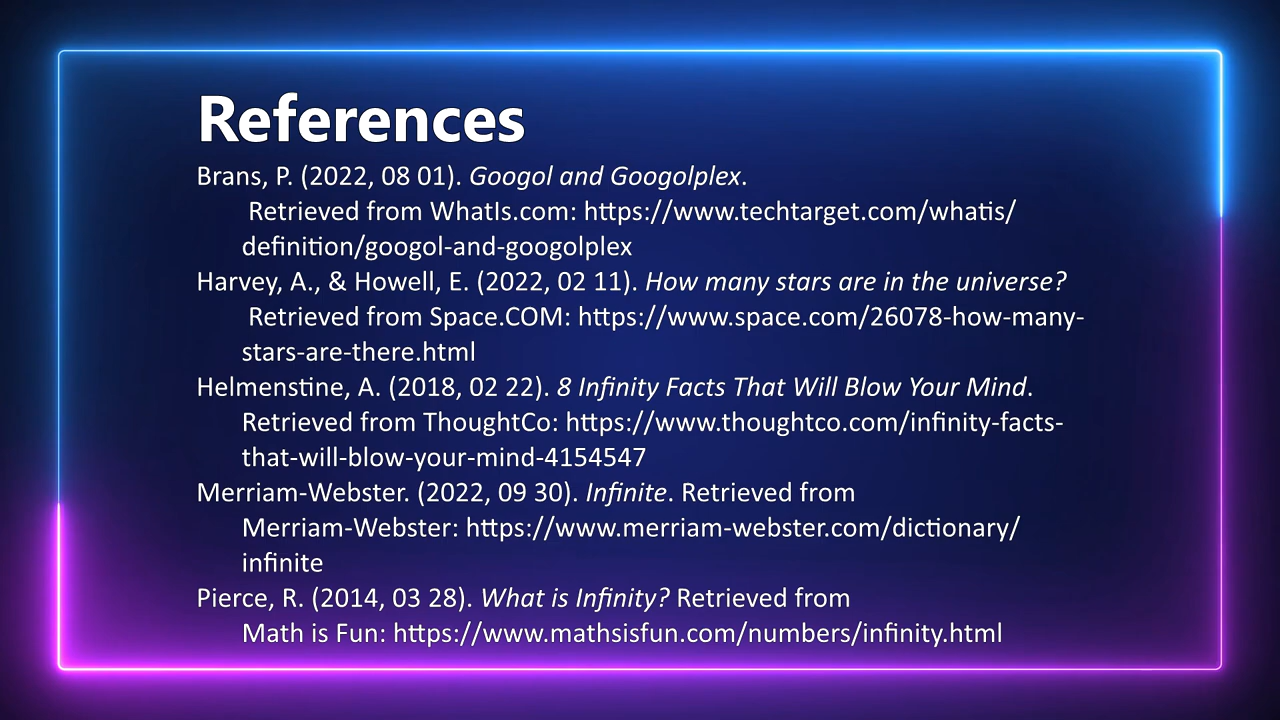 References
Brans, P. (2022, 08 01). Googol and Googolplex.
Retrieved from WhatIs.com: https://www.techtarget.com/whatis/
definition/googol-and-googolplex
Harvey, A., & Howell, E. (2022, 02 11). How many stars are in the universe?
Retrieved from Space.COM: https://www.space.com/26078-how-many-
stars-are-there.html
Helmenstine, A. (2018, 02 22). 8 Infinity Facts That Will Blow Your Mind.
Retrieved from ThoughtCo: https://www.thoughtco.com/infinity-facts-
that-will-blow-your-mind-4154547
Merriam-Webster. (2022, 09 30). Infinite. Retrieved from
Merriam-Webster: https://www.merriam-webster.com/dictionary/
infinite
Pierce, R. (2014, 03 28). What is Infinity? Retrieved from
Math is Fun: https://www.mathsisfun.com/numbers/infinity.html